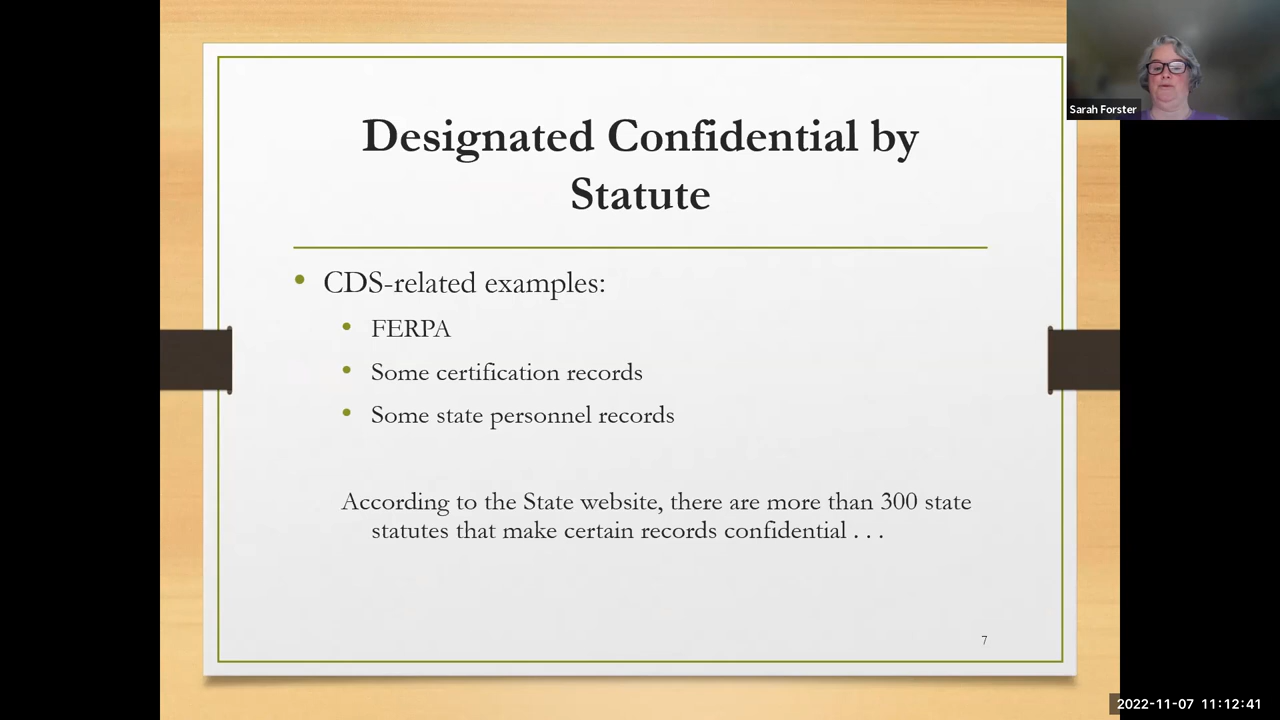 Designated Confidential by
Statute
• CDS-related examples:
• FERPA
• Some certification records
• Some state personnel records
According to the State website, there are more than 300 state
statutes that make certain records confidential . . .
7
Sarah Forster
2022-11-07 11:12:41